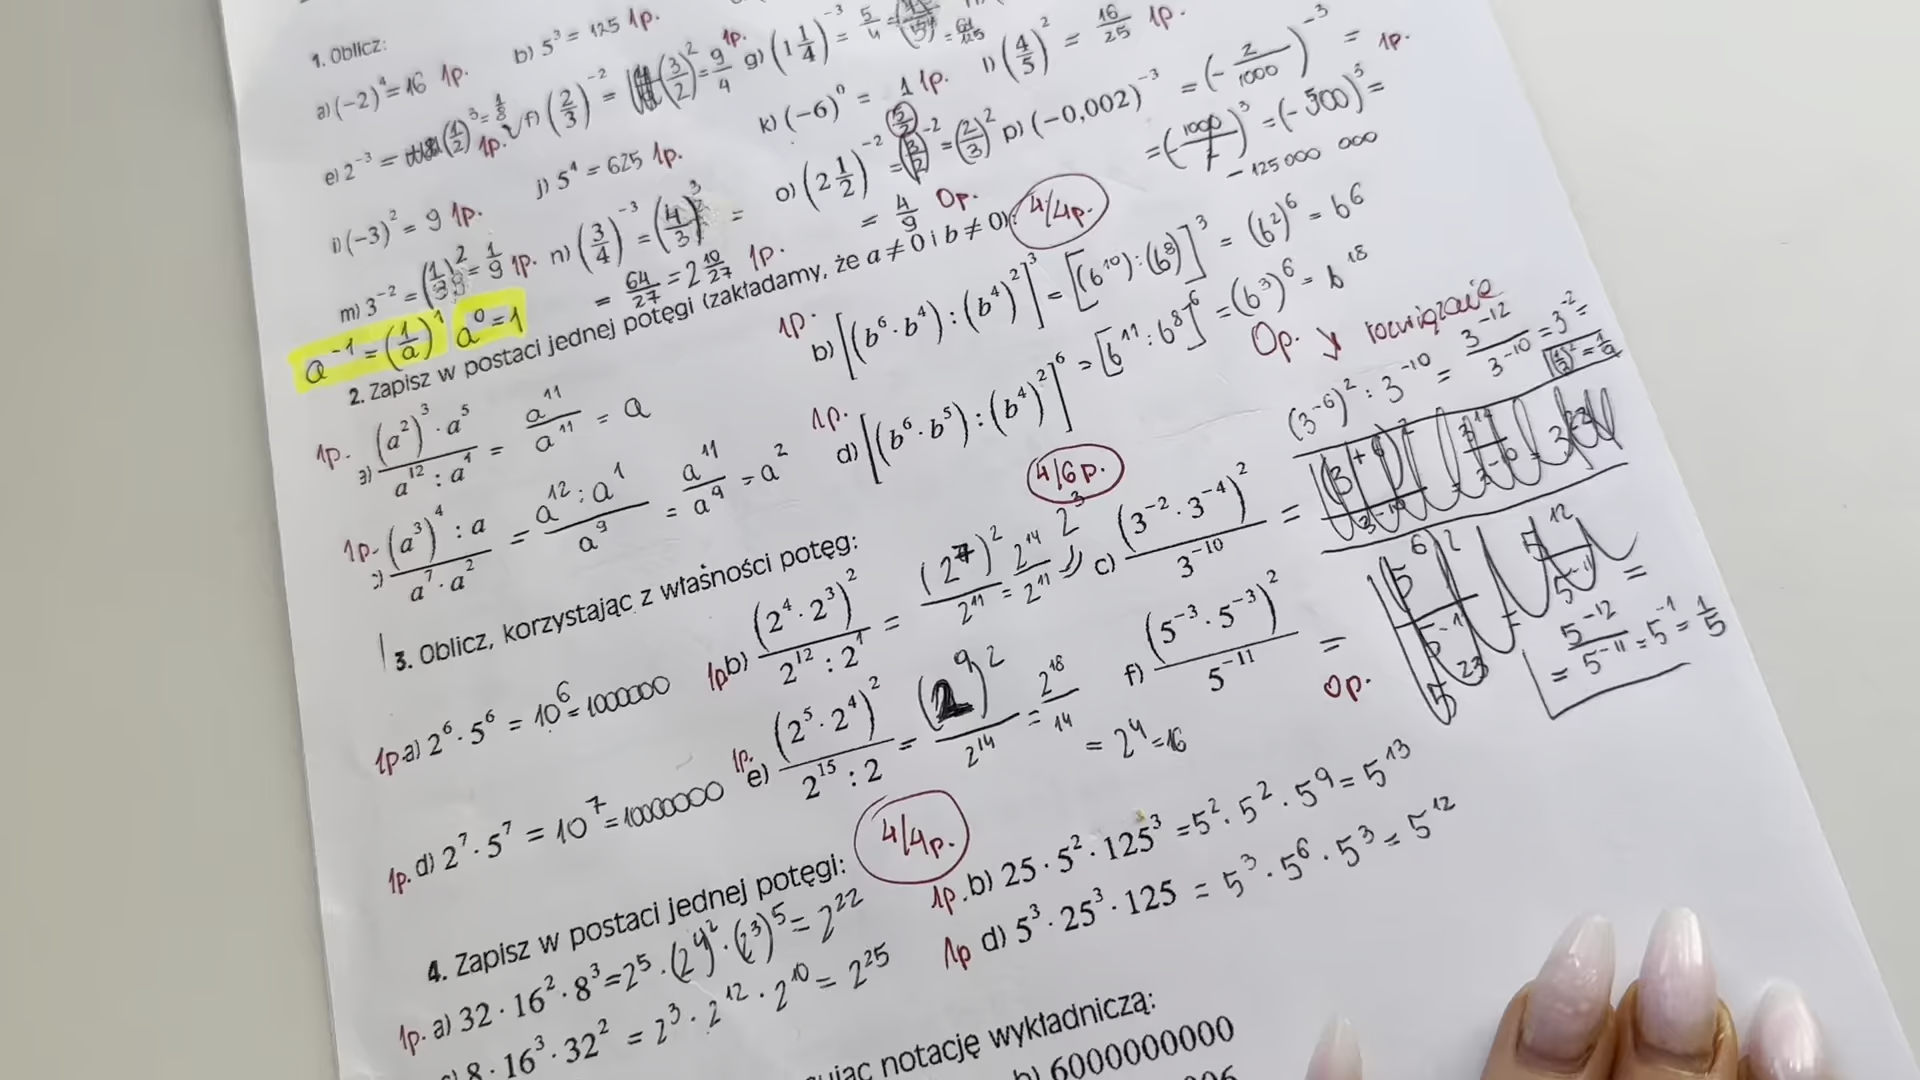 1. Oblicz:
a) (-2)⁴ = 16 1p.
b) 5³ = 125 1p.
e) 2⁻³ = (1/2)³ = 1/8 1p.
f) (2/3)⁻² = (3/2)² = 9/4 1p.
g) (1 1/4)⁻³ = 5/4 = = 64/125
i) (-3)² = 9 1p.
j) 5⁴ = 625 1p.
k) (-6)⁰ = 1 1p.
l) (4/5)² = 16/25 1p.
m) 3⁻² = (1/3)² = 1/9 1p.
n) (3/4)⁻³ = (4/3)³ =
= 64/27 = 2 10/27 1p.
o) (2 1/2)⁻² = (3/2)⁻² = (2/3)²
= 4/9 0p.
p) (-0,002)⁻³ = (- 2/1000)⁻³ = 1p.
= (- 1000/2)³ = (-500)³ =
- 125 000 000
a⁻¹ = (1/a)¹ a⁰ = 1
2. Zapisz w postaci jednej potęgi (zakładamy, że a ≠ 0 i b ≠ 0): 4/4p.
1p. a) (a²)³ · a⁵ / a¹² : a¹ = a¹¹ / a¹¹ = a
1p. b) [(b⁶ · b⁴) : (b⁴)²]³ = [(b¹⁰) : (b⁸)]³ = (b²)⁶ = b⁶
1p. c) (a³)⁴ : a / a⁷ · a² = a¹² : a¹ / a⁹ = a¹¹ / a⁹ = a²
1p. d) [(b⁶ · b⁵) : (b⁴)²]⁶ = [b¹¹ : b⁸]⁶ = (b³)⁶ = b¹⁸
3. Oblicz, korzystając z własności potęg: 4/6p.
0p. rozwiązanie
(3⁻⁶)² : 3⁻¹⁰ = 3⁻¹² / 3⁻¹⁰ = 3⁻² =
(1/3)² = 1/9
1p a) 2⁶ · 5⁶ = 10⁶ = 1000000
1p b) (2⁴ · 2³)² / 2¹² : 2¹ = (2⁷)² / 2¹¹ = 2¹⁴ / 2¹¹ = 2³
c) (3⁻² · 3⁻⁴)² / 3⁻¹⁰ =
1p. d) 2⁷ · 5⁷ = 10⁷ = 10000000
1p. e) (2⁵ · 2⁴)² / 2¹⁵ : 2 = (2⁹)² / 2¹⁴ = 2¹⁸ / 14
= 2⁴ = 16
f) (5⁻³ · 5⁻³)² / 5⁻¹¹ =
0p.
= 5⁻¹² / 5⁻¹¹ = 5⁻¹ = 1/5
4. Zapisz w postaci jednej potęgi: 4/4p.
1p. a) 32 · 16² · 8³ = 2⁵ · (2⁴)² · (2³)⁵ = 2²²
1p. b) 25 · 5² · 125³ = 5² · 5² · 5⁹ = 5¹³
c) 8 · 16³ · 32² = 2³ · 2¹² · 2¹⁰ = 2²⁵
1p d) 5³ · 25³ · 125 = 5³ · 5⁶ · 5³ = 5¹²
notację wykładniczą:
b) 6000000000